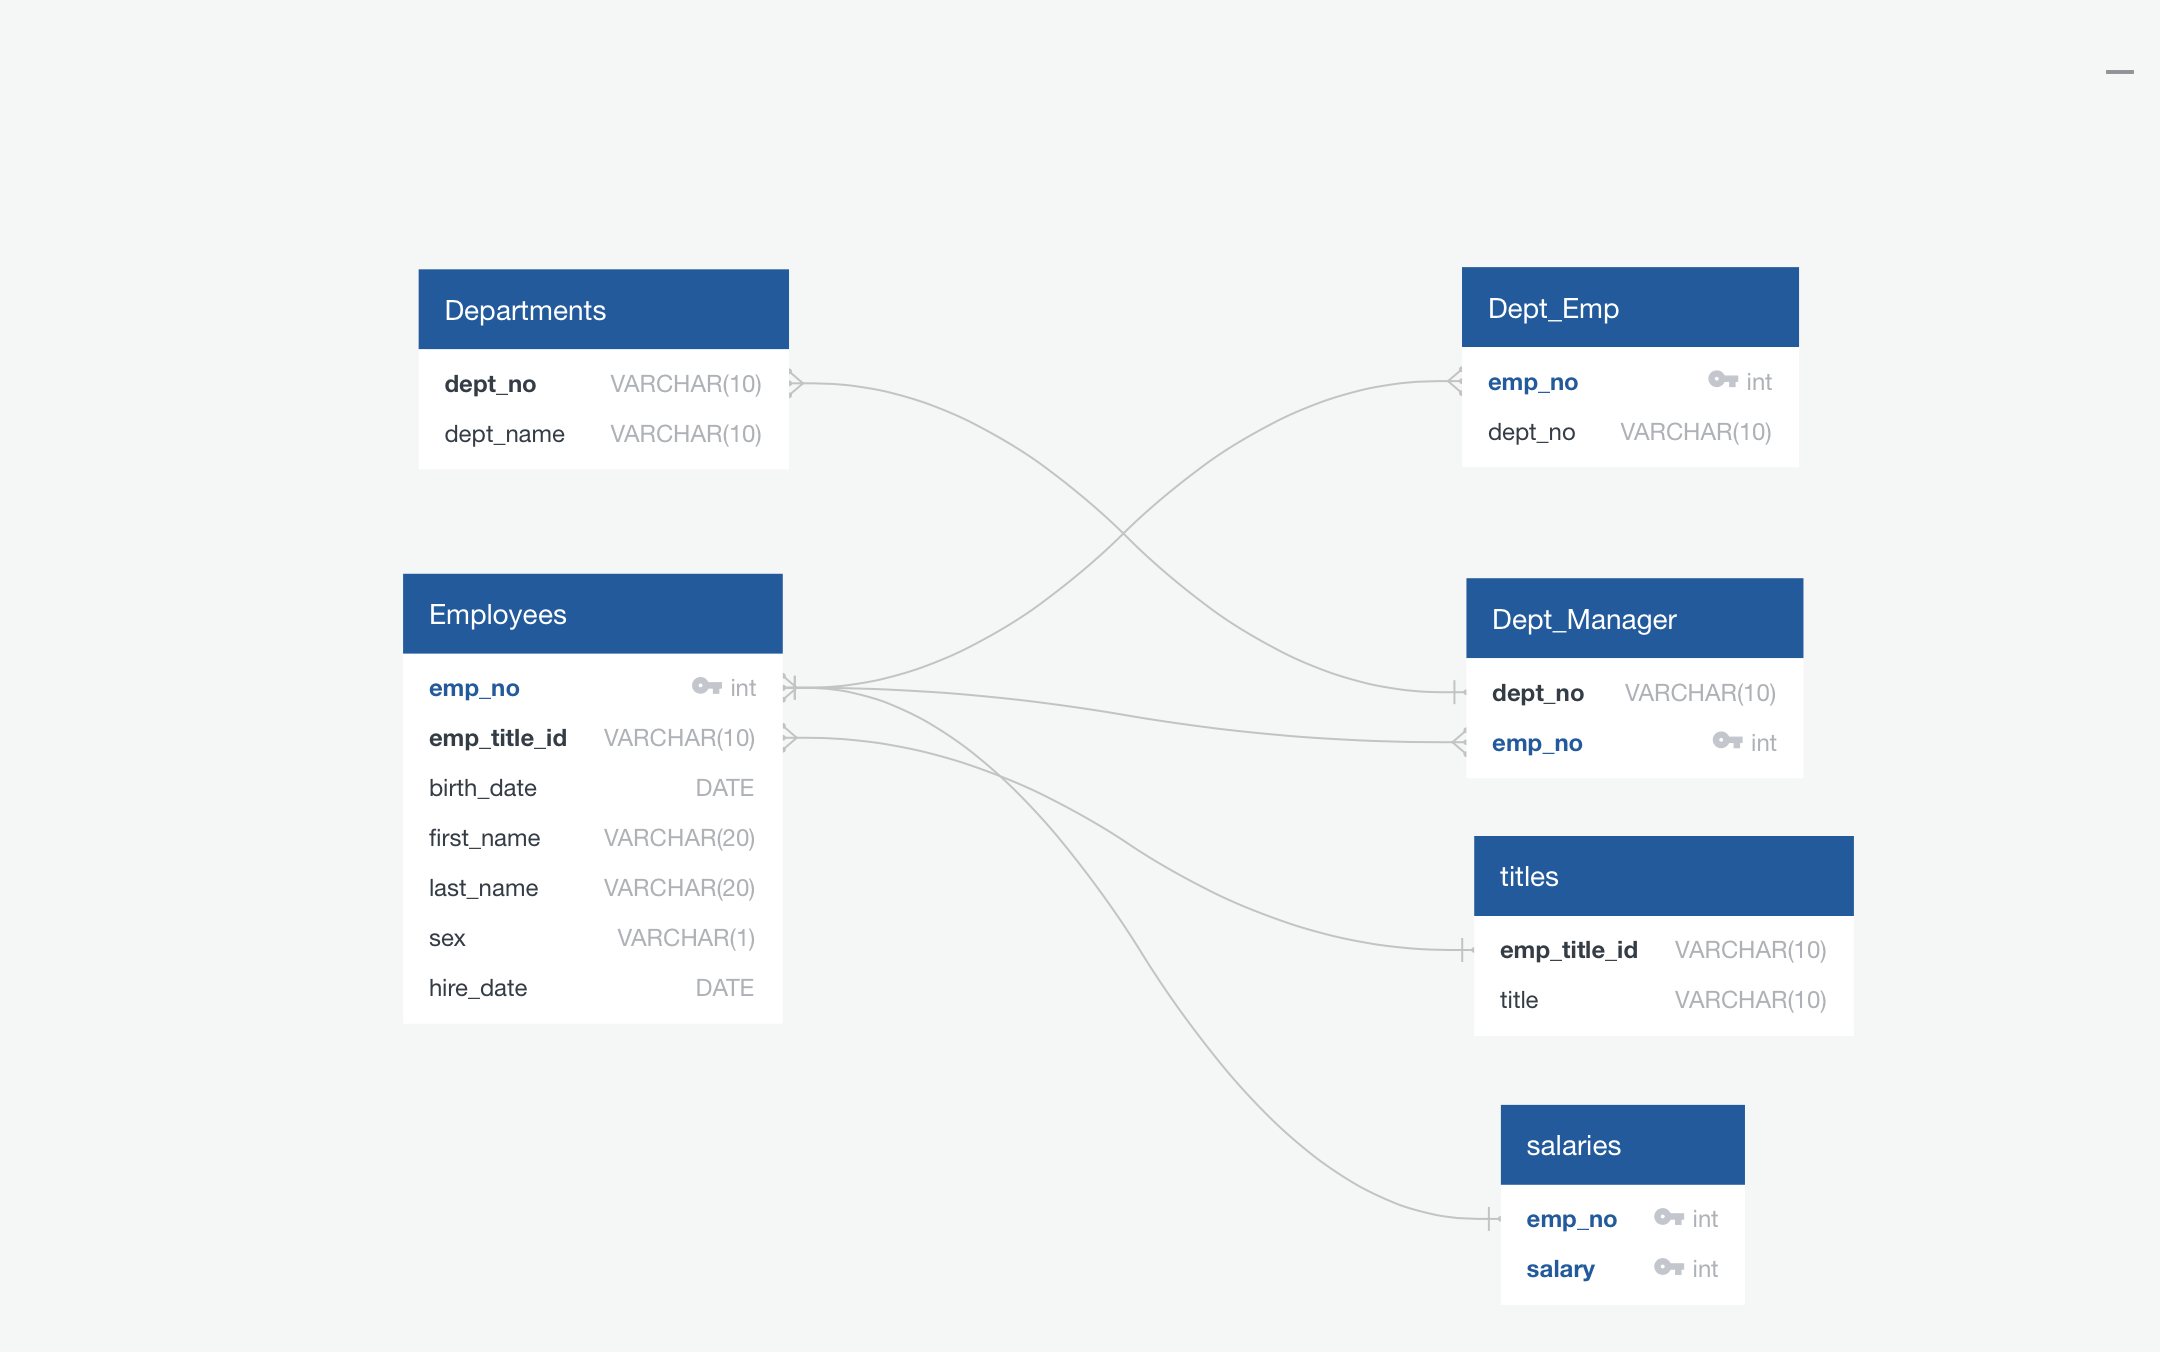 Departments
dept_no VARCHAR(10)
dept_name VARCHAR(10)
Employees
emp_no int
emp_title_id VARCHAR(10)
birth_date DATE
first_name VARCHAR(20)
last_name VARCHAR(20)
sex VARCHAR(1)
hire_date DATE
Dept_Emp
emp_no int
dept_no VARCHAR(10)
Dept_Manager
dept_no VARCHAR(10)
emp_no int
titles
emp_title_id VARCHAR(10)
title VARCHAR(10)
salaries
emp_no int
salary int